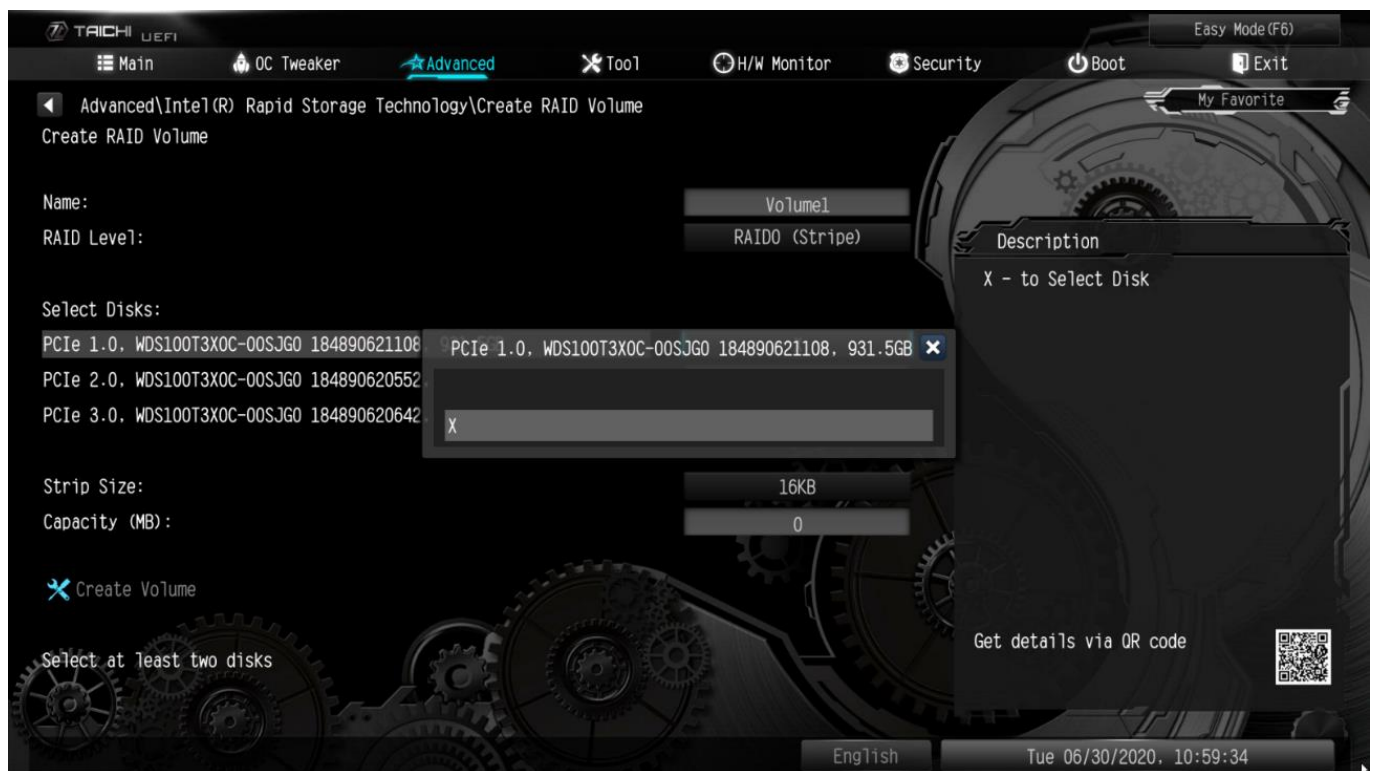 TAICHI UEFI
Easy Mode(F6)
Main OC Tweaker Advanced Tool H/W Monitor Security Boot Exit
Advanced\Intel(R) Rapid Storage Technology\Create RAID Volume
My Favorite
Create RAID Volume
Name: Volume1
RAID Level: RAID0 (Stripe)
Description
X - to Select Disk
Select Disks:
PCIe 1.0, WDS100T3X0C-00SJG0 184890621108,
PCIe 2.0, WDS100T3X0C-00SJG0 184890620552,
PCIe 3.0, WDS100T3X0C-00SJG0 184890620642,
PCIe 1.0, WDS100T3X0C-00SJG0 184890621108, 931.5GB
X
Strip Size: 16KB
Capacity (MB): 0
Create Volume
Select at least two disks
Get details via QR code
English
Tue 06/30/2020, 10:59:34